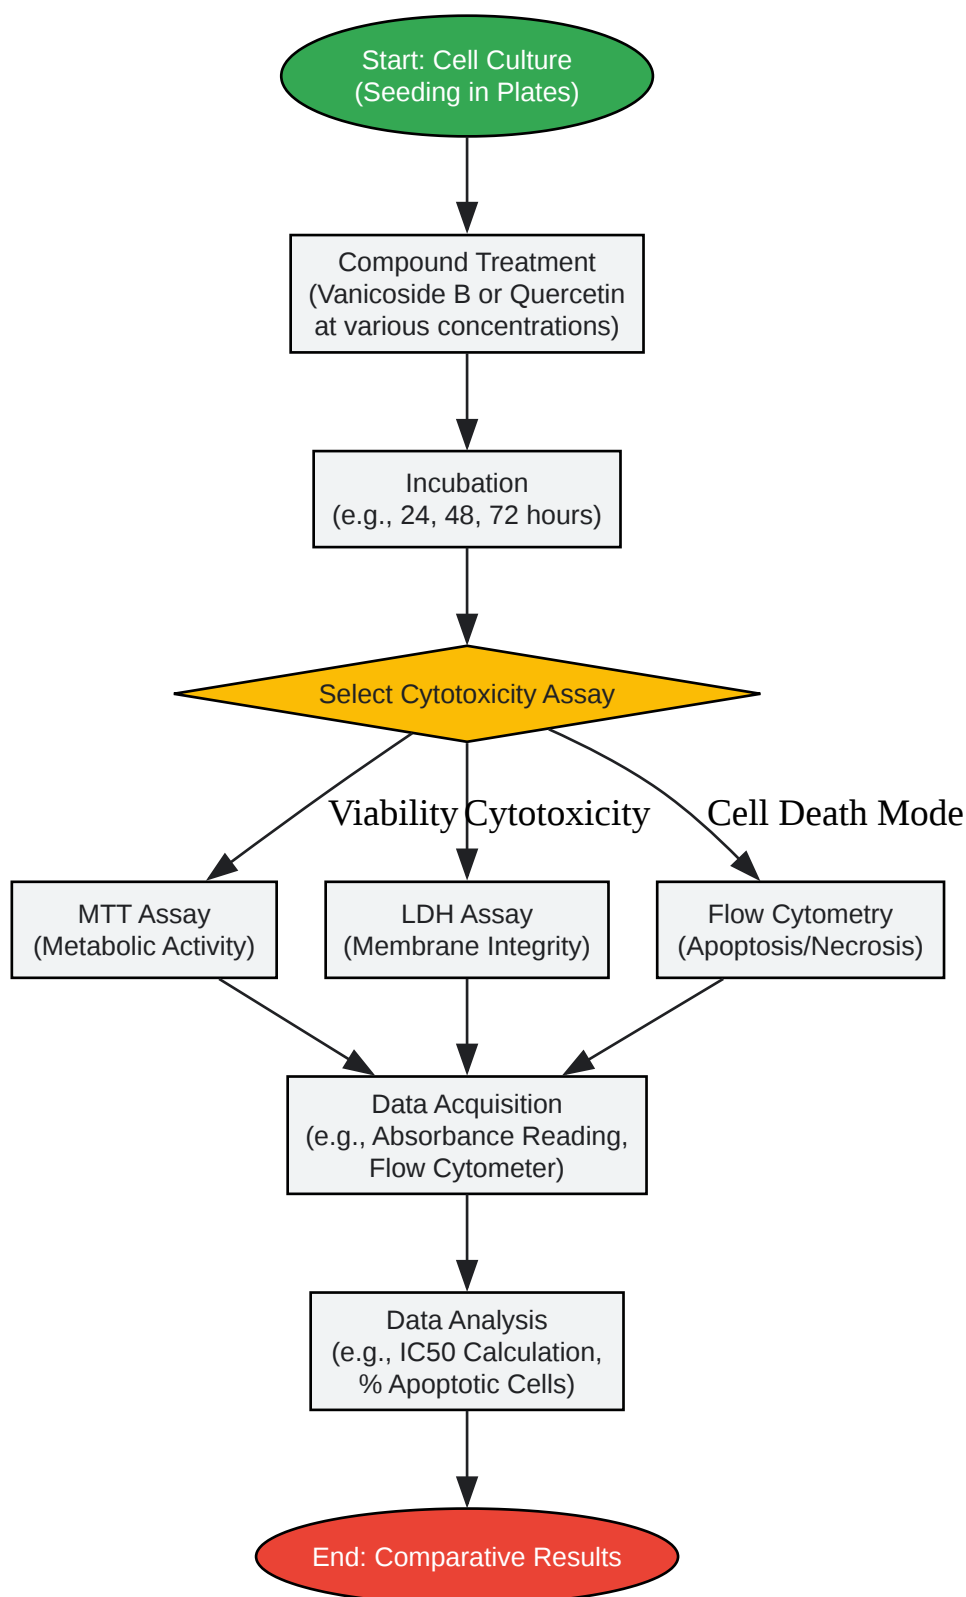 Start: Cell Culture
(Seeding in Plates)
Compound Treatment
(Vanicoside B or Quercetin
at various concentrations)
Incubation
(e.g., 24, 48, 72 hours)
Select Cytotoxicity Assay
Viability
Cytotoxicity
Cell Death Mode
MTT Assay
(Metabolic Activity)
LDH Assay
(Membrane Integrity)
Flow Cytometry
(Apoptosis/Necrosis)
Data Acquisition
(e.g., Absorbance Reading,
Flow Cytometer)
Data Analysis
(e.g., IC50 Calculation,
% Apoptotic Cells)
End: Comparative Results